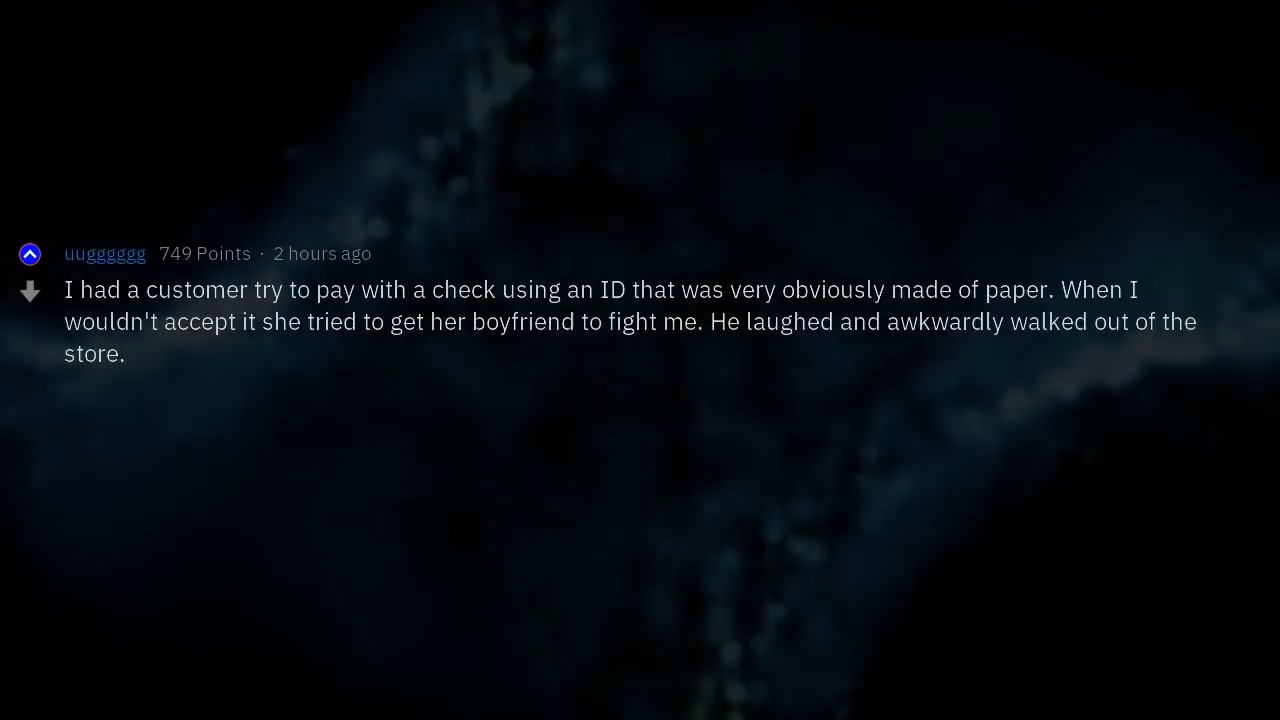 uugggggg 749 Points · 2 hours ago
I had a customer try to pay with a check using an ID that was very obviously made of paper. When I
wouldn't accept it she tried to get her boyfriend to fight me. He laughed and awkwardly walked out of the
store.